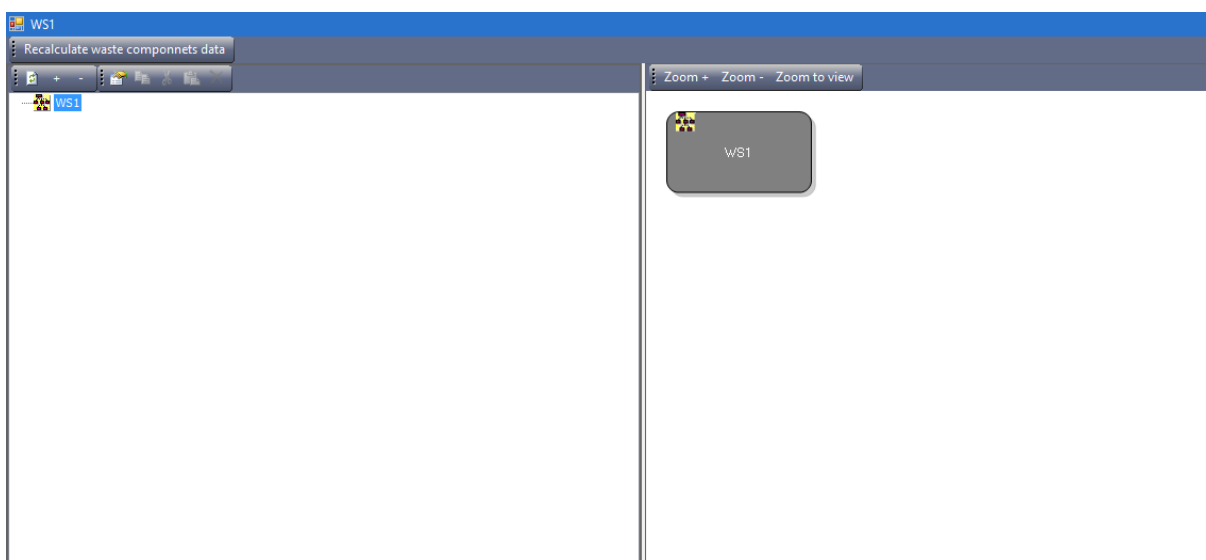 WS1
Recalculate waste componnets data
+ -
WS1
Zoom + Zoom - Zoom to view
WS1